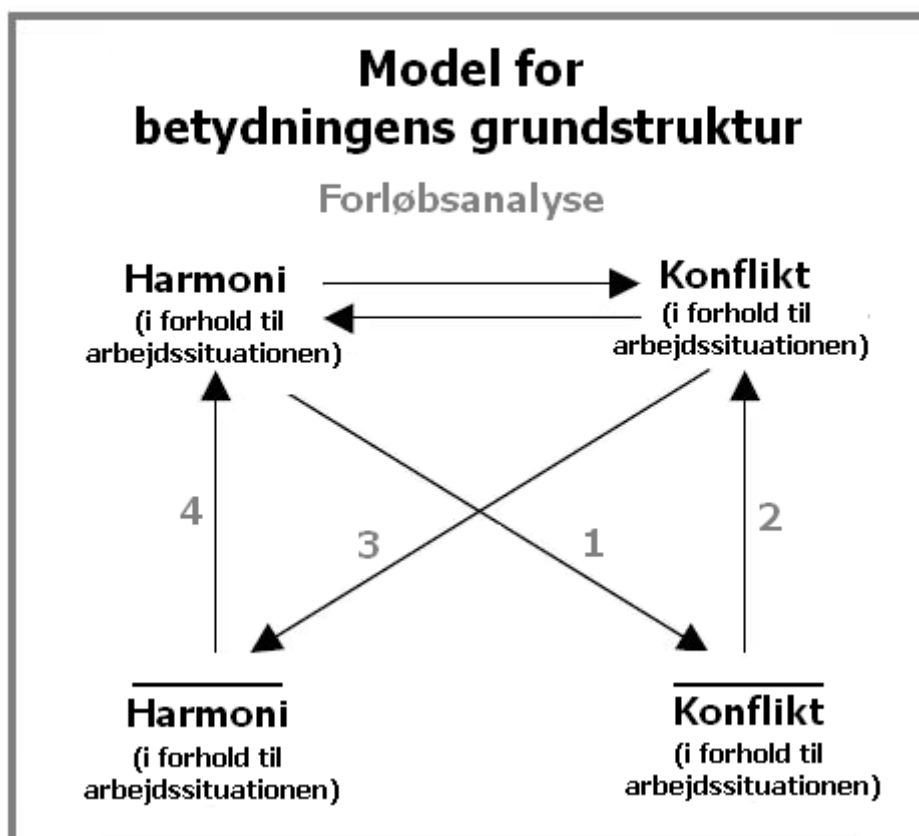 Model for
betydningens grundstruktur
Forløbsanalyse
Harmoni
(i forhold til
arbejdssituationen)
Konflikt
(i forhold til
arbejdssituationen)
4
3
1
2
Harmoni
(i forhold til
arbejdssituationen)
Konflikt
(i forhold til
arbejdssituationen)